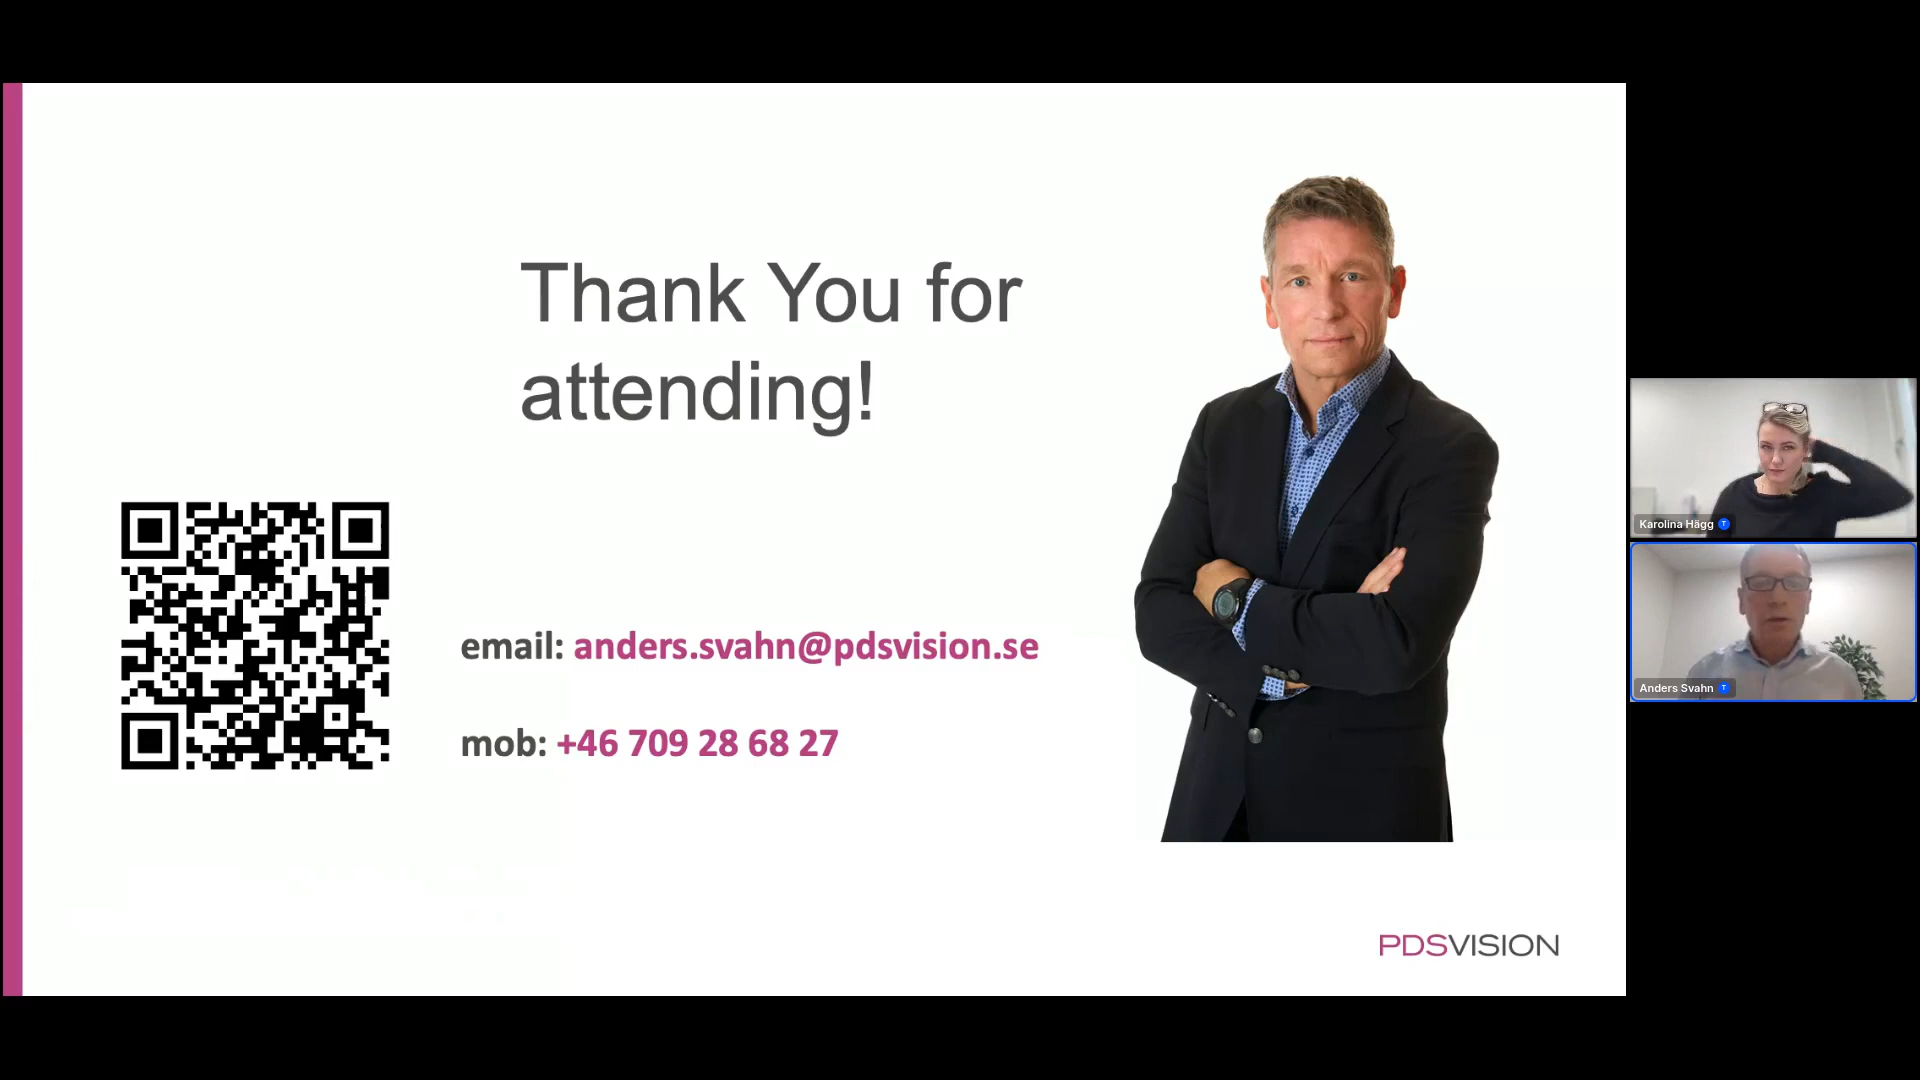 Thank You for
attending!
email: anders.svahn@pdsvision.se
mob: +46 709 28 68 27
PDSVISION
Karolina Hägg T
Anders Svahn T